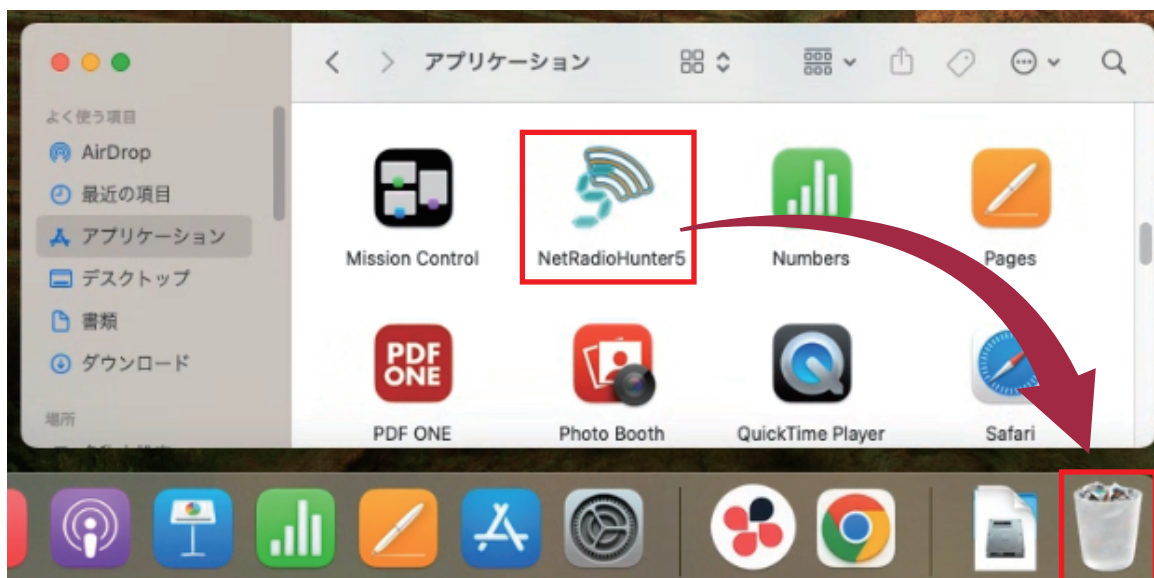 アプリケーション
よく使う項目
AirDrop
最近の項目
アプリケーション
デスクトップ
書類
ダウンロード
場所
Mission Control
NetRadioHunter5
Numbers
Pages
PDF
ONE
PDF ONE
Photo Booth
QuickTime Player
Safari